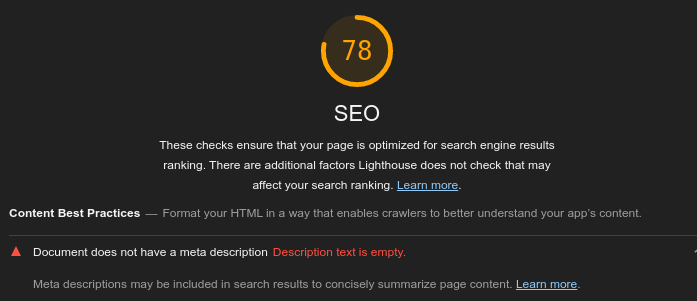 78
SEO
These checks ensure that your page is optimized for search engine results
ranking. There are additional factors Lighthouse does not check that may
affect your search ranking. Learn more.
Content Best Practices — Format your HTML in a way that enables crawlers to better understand your app's content.
Document does not have a meta description Description text is empty.
Meta descriptions may be included in search results to concisely summarize page content. Learn more.